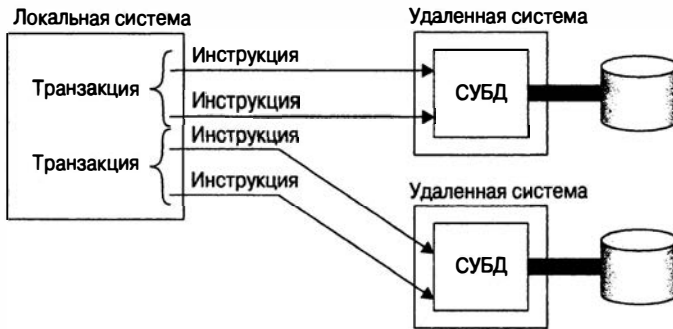 Локальная система
Удаленная система
Транзакция
Инструкция
Инструкция
СУБД
Транзакция
Инструкция
Инструкция
Удаленная система
СУБД